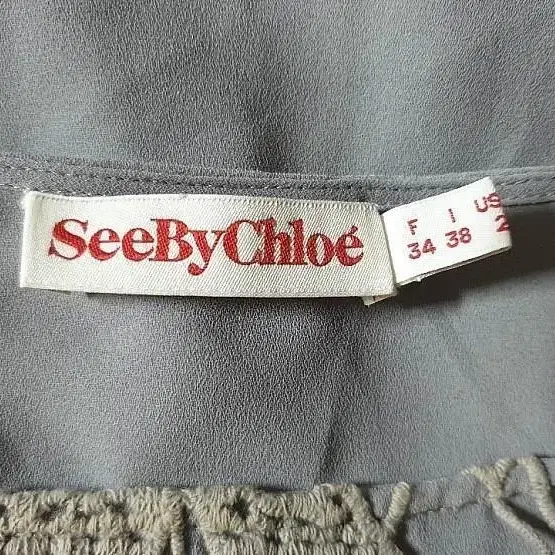 SeeByChloé
F I US
34 38 2